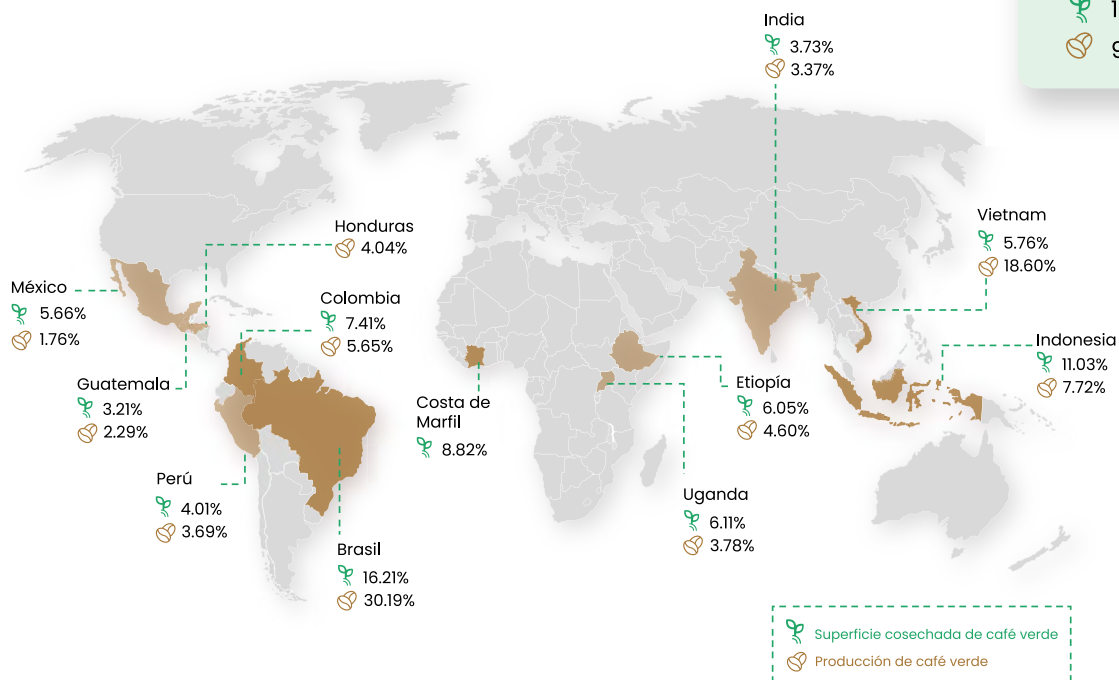 India
3.73%
3.37%
Honduras
4.04%
Vietnam
5.76%
18.60%
México
5.66%
1.76%
Colombia
7.41%
5.65%
Indonesia
11.03%
7.72%
Guatemala
3.21%
2.29%
Costa de
Marfil
8.82%
Etiopía
6.05%
4.60%
Perú
4.01%
3.69%
Uganda
6.11%
3.78%
Brasil
16.21%
30.19%
Superficie cosechada de café verde
Producción de café verde